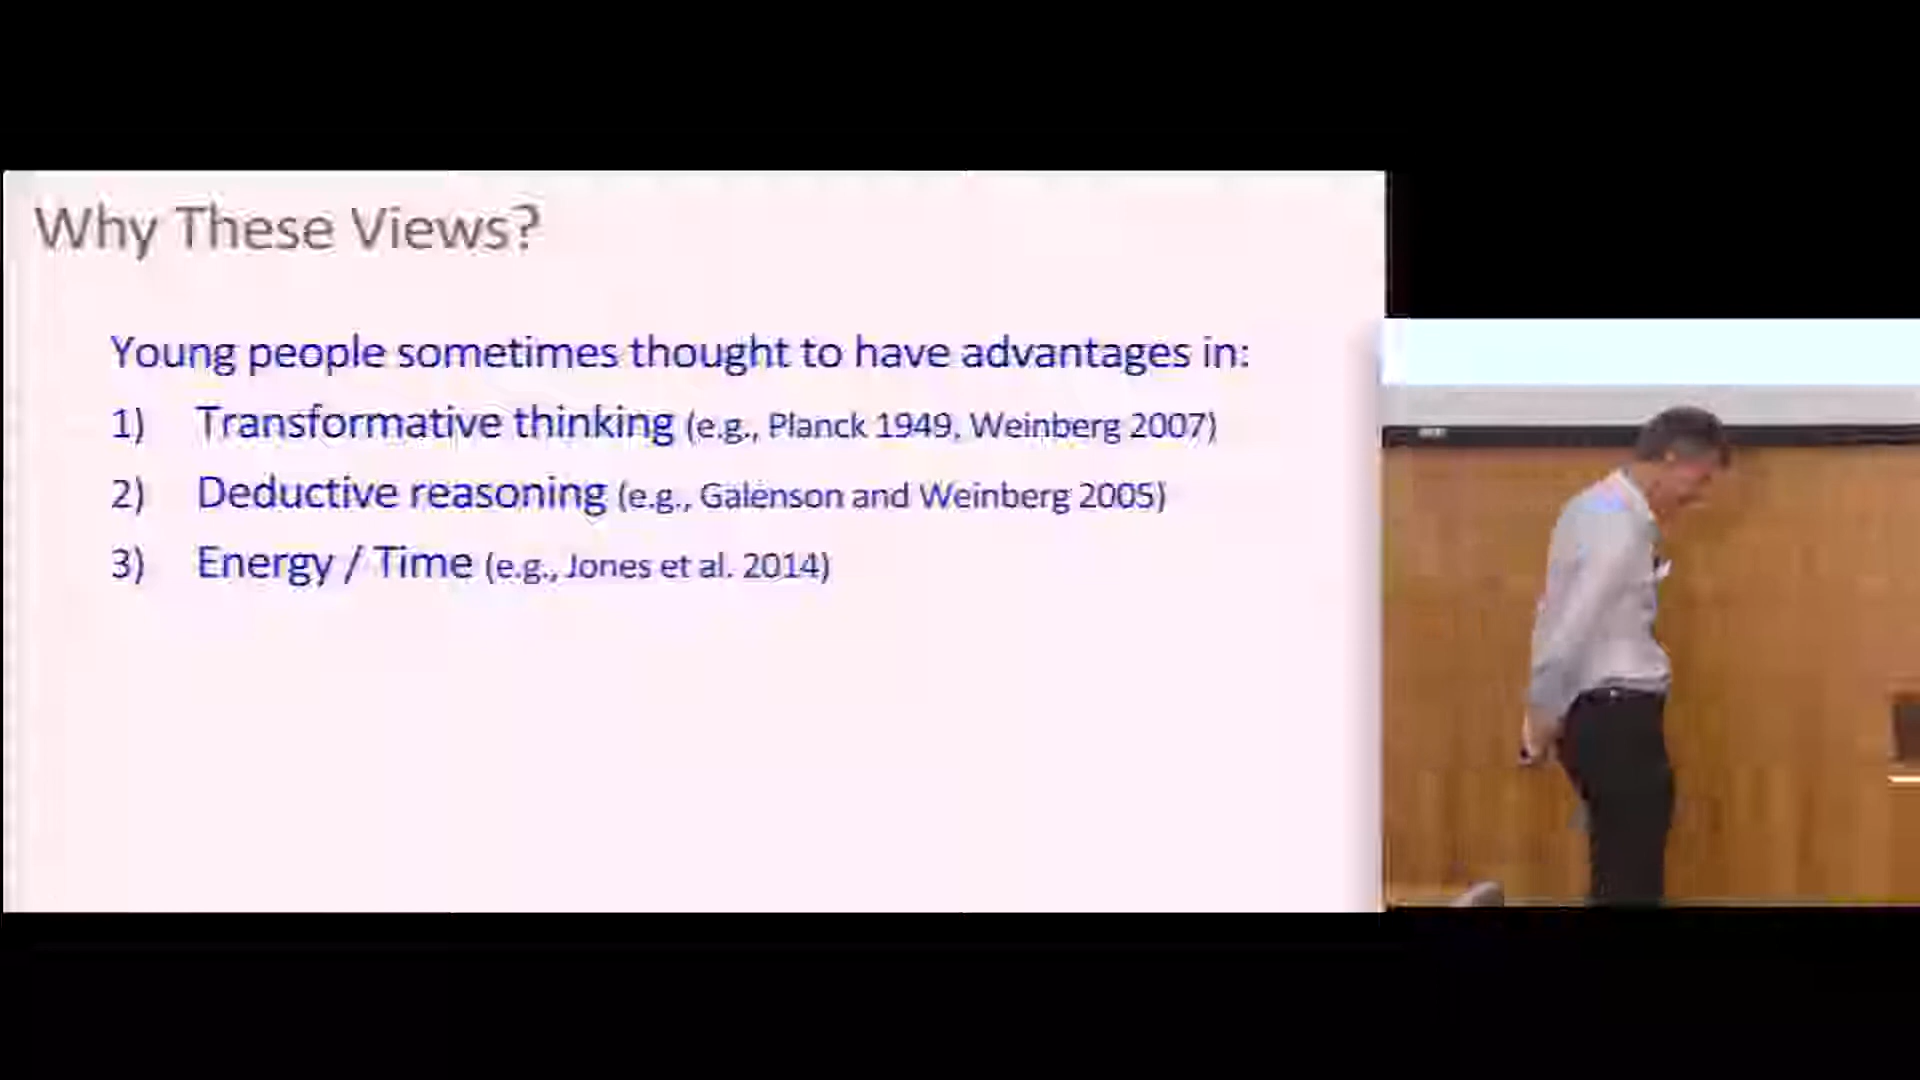 Why These Views?
Young people sometimes thought to have advantages in:
1) Transformative thinking (e.g., Planck 1949, Weinberg 2007)
2) Deductive reasoning (e.g., Galenson and Weinberg 2005)
3) Energy / Time (e.g., Jones et al. 2014)